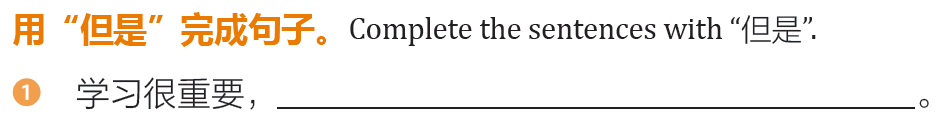 用“但是”完成句子。Complete the sentences with “但是”.
1 学习很重要，____________________。